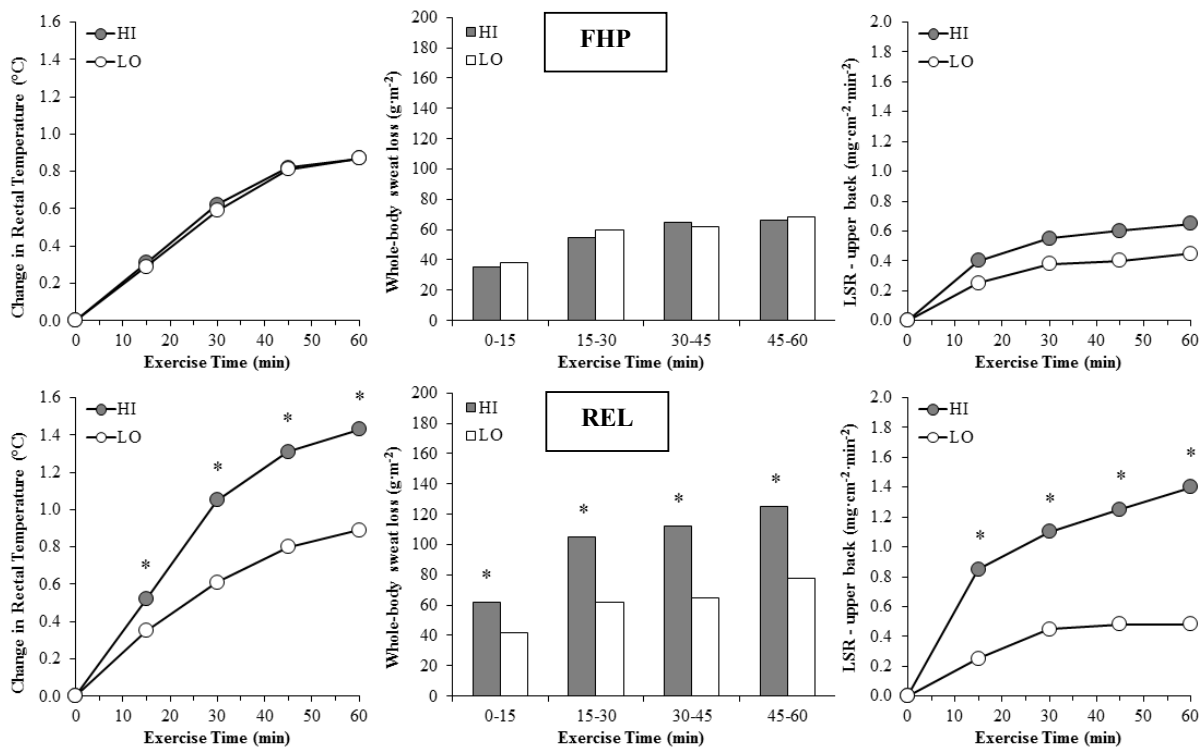 Change in Rectal Temperature (°C)
1.6
1.4
1.2
1.0
0.8
0.6
0.4
0.2
0.0
HI
LO
0 10 20 30 40 50 60
Exercise Time (min)
Whole-body sweat loss (g·m-2)
200
180
160
140
120
100
80
60
40
20
0
HI
LO
FHP
0-15 15-30 30-45 45-60
Exercise Time (min)
LSR - upper back (mg·cm-2·min-2)
2.0
1.8
1.6
1.4
1.2
1.0
0.8
0.6
0.4
0.2
0.0
HI
LO
0 10 20 30 40 50 60
Exercise Time (min)
Change in Rectal Temperature (°C)
1.6
1.4
1.2
1.0
0.8
0.6
0.4
0.2
0.0
HI
LO
* * * *
0 10 20 30 40 50 60
Exercise Time (min)
Whole-body sweat loss (g·m-2)
200
180
160
140
120
100
80
60
40
20
0
HI
LO
REL
* * * *
0-15 15-30 30-45 45-60
Exercise Time (min)
LSR - upper back (mg·cm-2·min-2)
2.0
1.8
1.6
1.4
1.2
1.0
0.8
0.6
0.4
0.2
0.0
HI
LO
* * * *
0 10 20 30 40 50 60
Exercise Time (min)